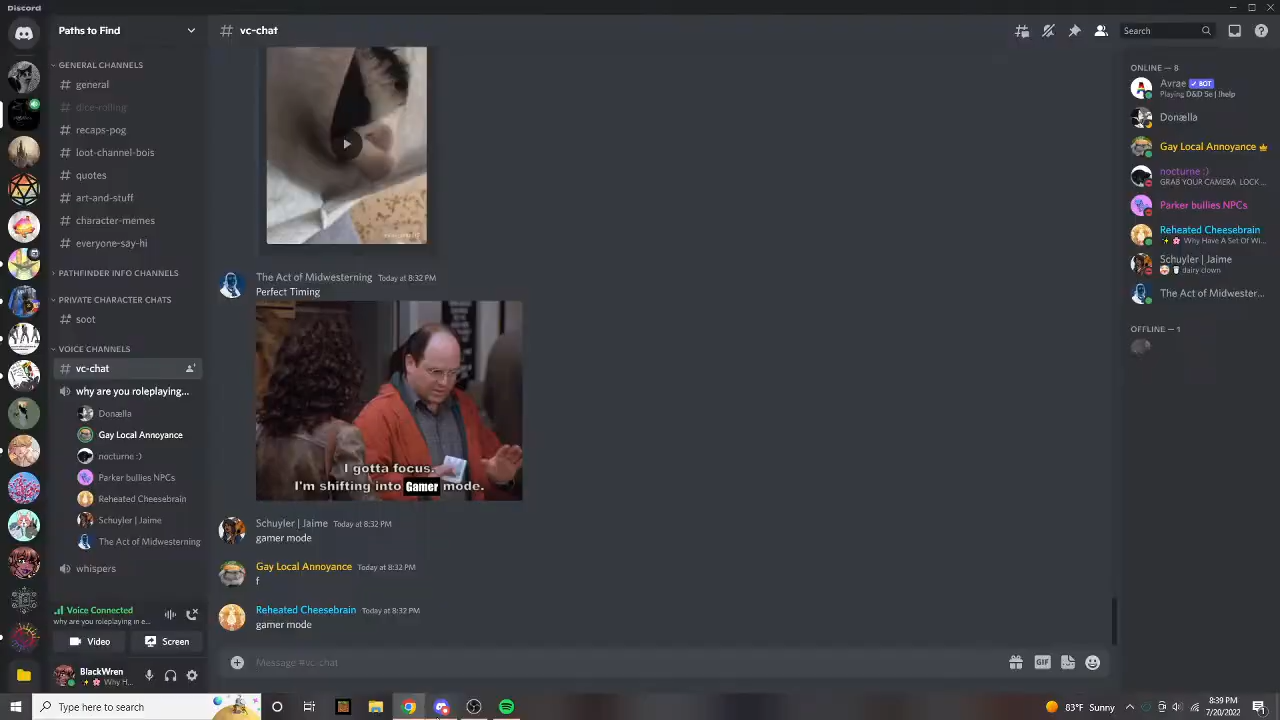 Discord
Paths to Find
# vc-chat
Search
GENERAL CHANNELS
# general
# dice-rolling
# recaps-pog
# loot-channel-bois
# quotes
# art-and-stuff
# character-memes
# everyone-say-hi
PATHFINDER INFO CHANNELS
PRIVATE CHARACTER CHATS
# soot
VOICE CHANNELS
# vc-chat
why are you roleplaying...
Donælla
Gay Local Annoyance
nocturne :)
Parker bullies NPCs
Reheated Cheesebrain
Schuyler | Jaime
The Act of Midwesterning
whispers
Voice Connected
why are you roleplaying in e...
Video
Screen
BlackWren
Why H...
The Act of Midwesterning Today at 8:32 PM
Perfect Timing
I gotta focus.
I'm shifting into Gamer mode.
Schuyler | Jaime Today at 8:32 PM
gamer mode
Gay Local Annoyance Today at 8:32 PM
f
Reheated Cheesebrain Today at 8:32 PM
gamer mode
Message #vc-chat
GIF
ONLINE — 8
Avrae BOT
Playing D&D 5e | !help
Donælla
Gay Local Annoyance
nocturne :)
GRAB YOUR CAMERA LOCK ...
Parker bullies NPCs
Reheated Cheesebrain
Why Have A Set Of Wi...
Schuyler | Jaime
dairy clown
The Act of Midwester...
OFFLINE — 1
Type here to search
83°F Sunny
8:39 PM
7/20/2022